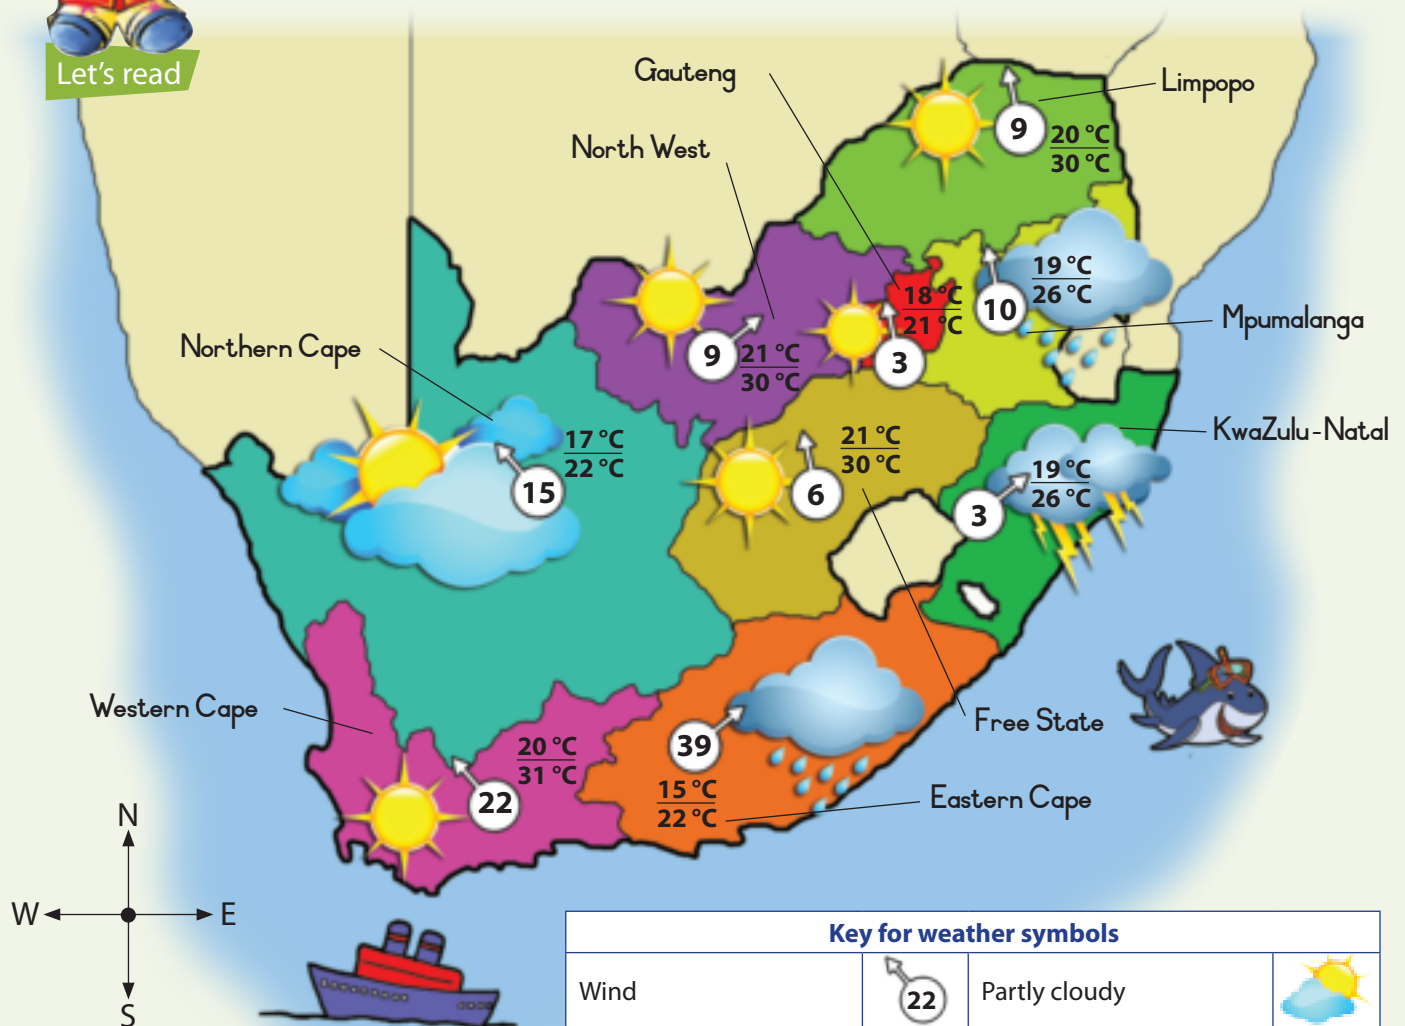 Let's read
Gauteng
Limpopo
9
20 °C
30 °C
North West
19 °C
26 °C
10
18 °C
21 °C
Mpumalanga
Northern Cape
9
21 °C
30 °C
3
KwaZulu-Natal
17 °C
22 °C
15
21 °C
30 °C
6
19 °C
26 °C
3
Western Cape
Free State
20 °C
31 °C
22
39
15 °C
22 °C
Eastern Cape
N
W
E
S
Key for weather symbols
Wind
22
Partly cloudy